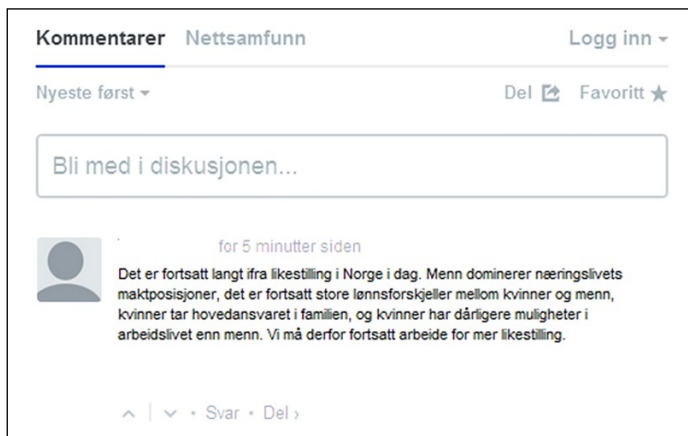 Kommentarer Nettsamfunn Logg inn
Nyeste først Del Favoritt
Bli med i diskusjonen...
for 5 minutter siden
Det er fortsatt langt ifra likestilling i Norge i dag. Menn dominerer næringslivets
maktposisjoner, det er fortsatt store lønnsforskjeller mellom kvinner og menn,
kvinner tar hovedansvaret i familien, og kvinner har dårligere muligheter i
arbeidslivet enn menn. Vi må derfor fortsatt arbeide for mer likestilling.
• Svar • Del ›